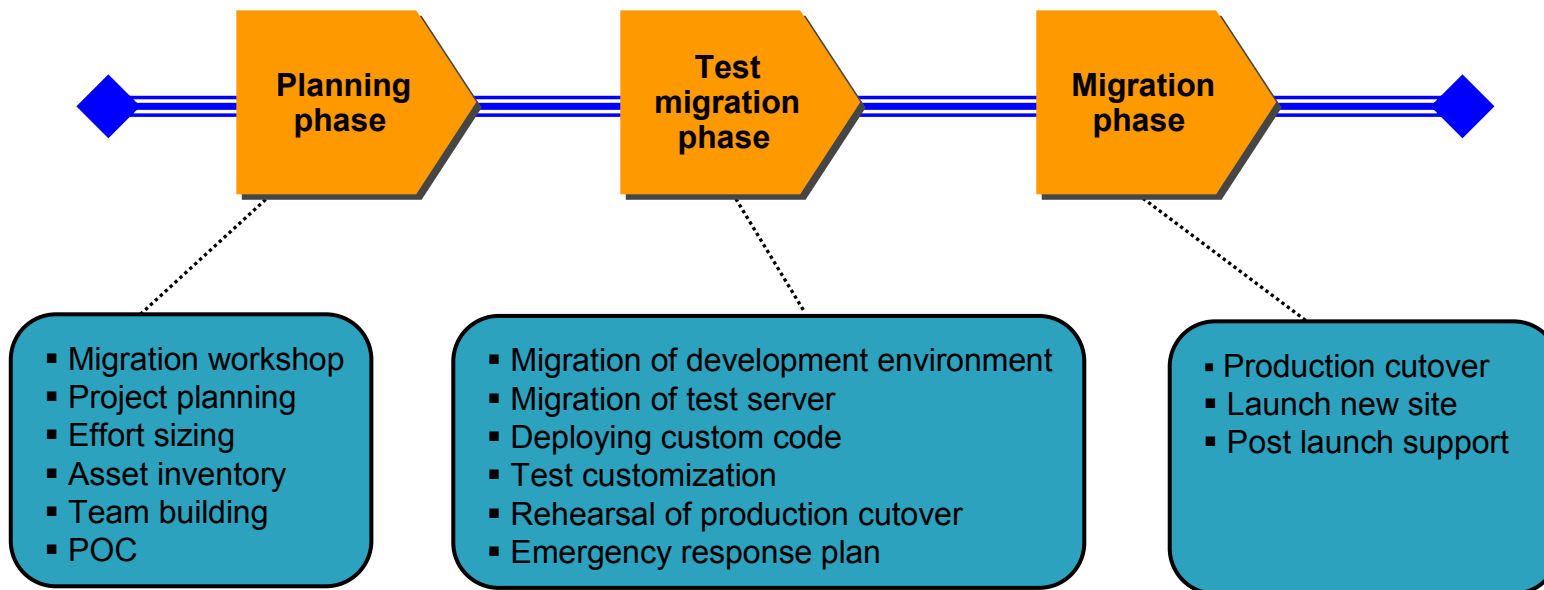 Planning
phase
Test
migration
phase
Migration
phase
▪ Migration workshop
▪ Project planning
▪ Effort sizing
▪ Asset inventory
▪ Team building
▪ POC
▪ Migration of development environment
▪ Migration of test server
▪ Deploying custom code
▪ Test customization
▪ Rehearsal of production cutover
▪ Emergency response plan
▪ Production cutover
▪ Launch new site
▪ Post launch support